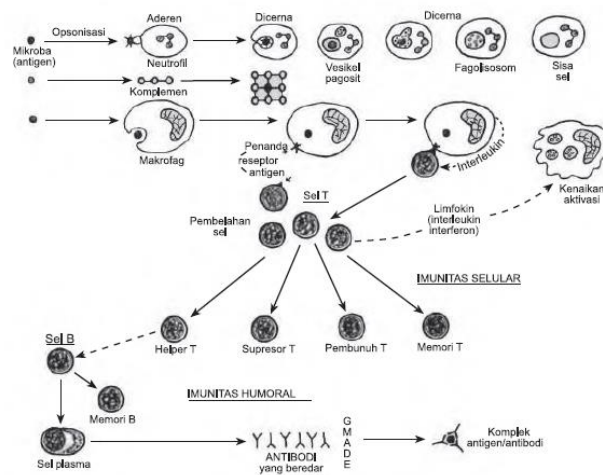 Opsonisasi
Aderen
Dicerna
Dicerna
Mikroba
(antigen)
Neutrofil
Vesikel
pagosit
Fagolisosom
Sisa
sel
Komplemen
Makrofag
Penanda
reseptor
antigen
Interleukin
Kenaikan
aktivasi
Sel T
Pembelahan
sel
Limfokin
(interleukin
interferon)
IMUNITAS SELULAR
Helper T
Supresor T
Pembunuh T
Memori T
Sel B
Memori B
IMUNITAS HUMORAL
Sel plasma
ANTIBODI
yang beredar
G
M
A
D
E
Komplek
antigen/antibodi